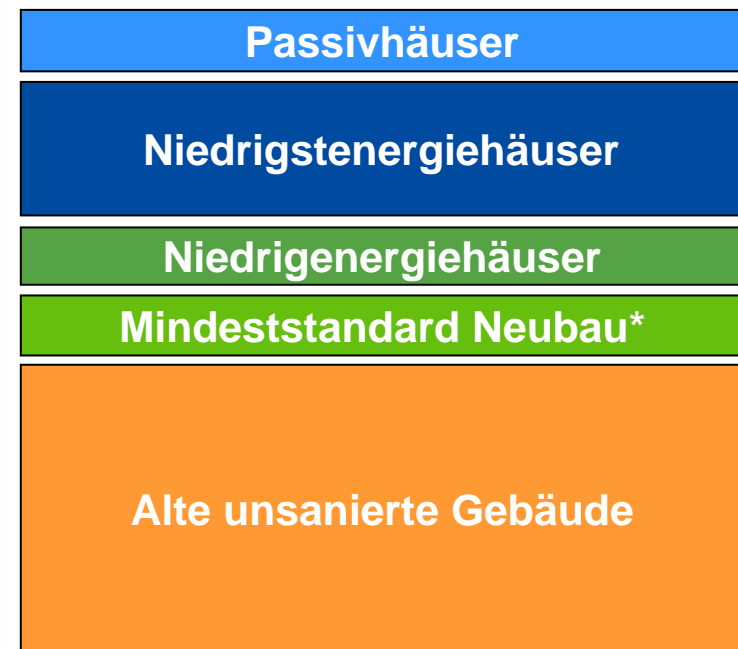 Passivhäuser
Niedrigstenergiehäuser
Niedrigenergiehäuser
Mindeststandard Neubau*
Alte unsanierte Gebäude